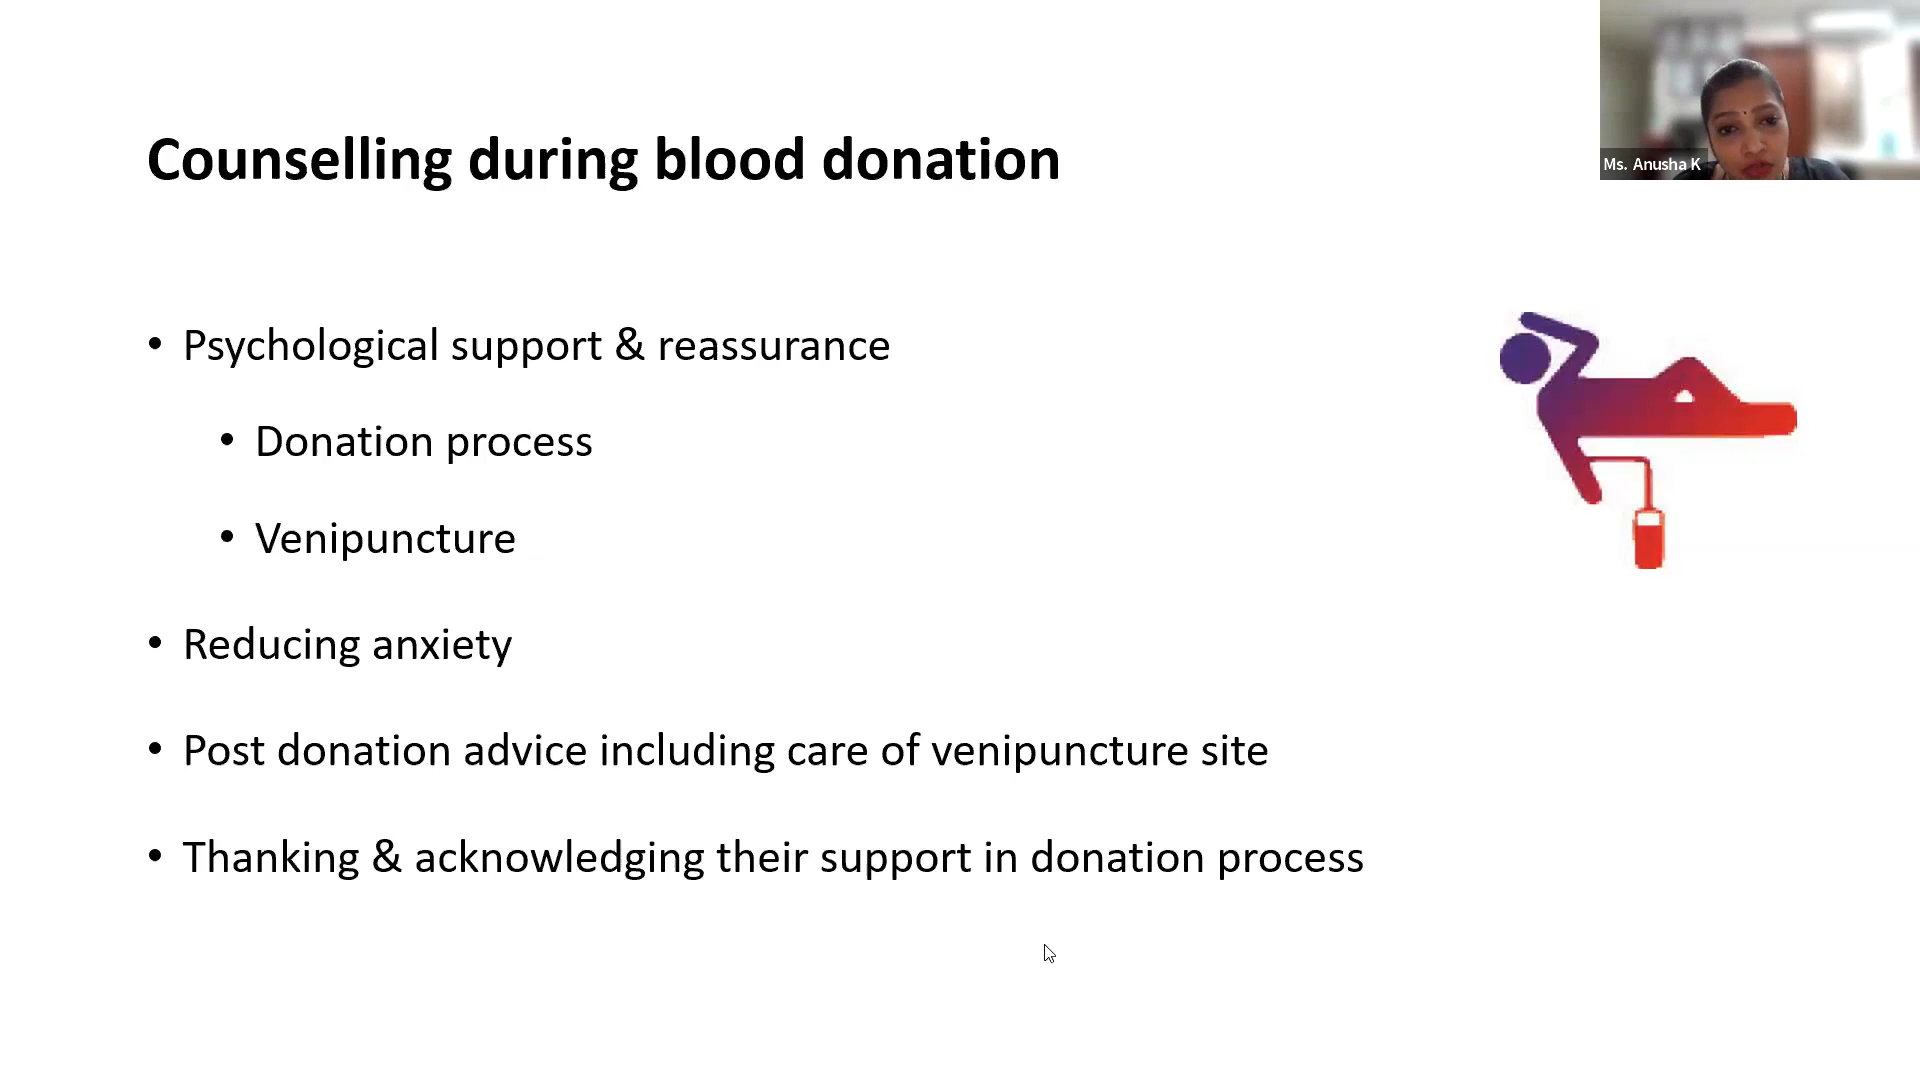 Counselling during blood donation
Ms. Anusha K
• Psychological support & reassurance
• Donation process
• Venipuncture
• Reducing anxiety
• Post donation advice including care of venipuncture site
• Thanking & acknowledging their support in donation process